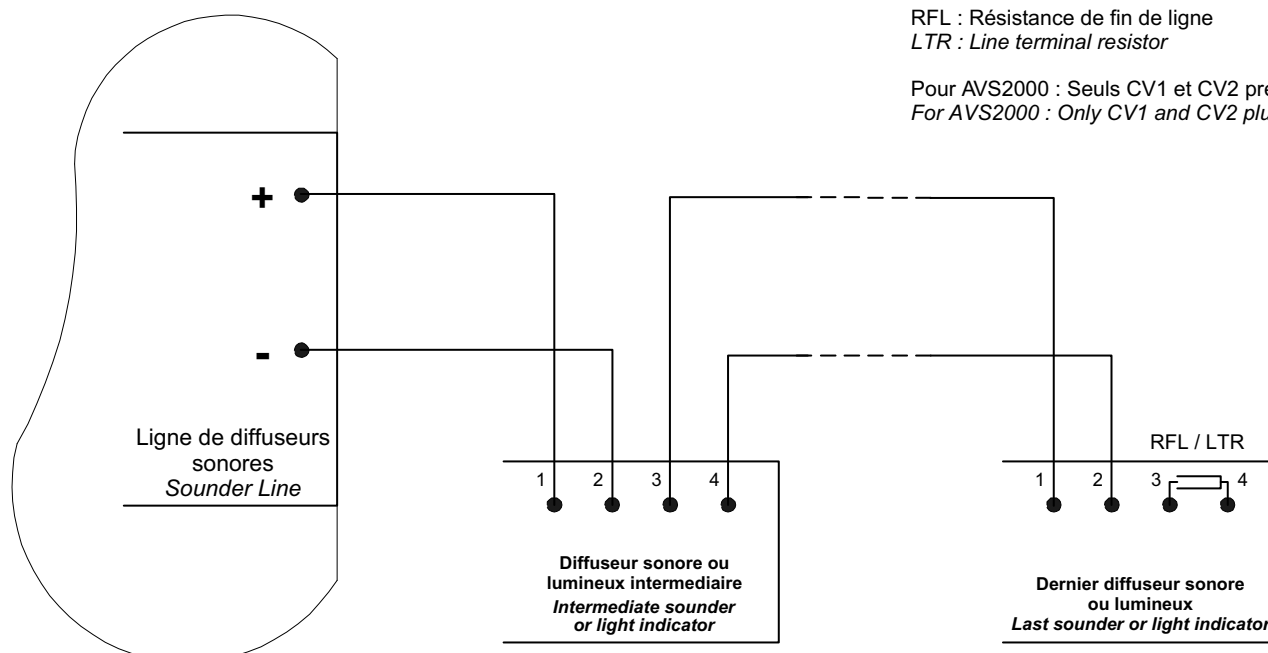 RFL : Résistance de fin de ligne
LTR : Line terminal resistor
Pour AVS2000 : Seuls CV1 et CV2
For AVS2000 : Only CV1 and CV2
+
-
Ligne de diffuseurs
sonores
Sounder Line
RFL / LTR
1 2 3 4
1 2 3 4
Diffuseur sonore ou
lumineux intermediaire
Intermediate sounder
or light indicator
Dernier diffuseur sonore
ou lumineux
Last sounder or light indicator